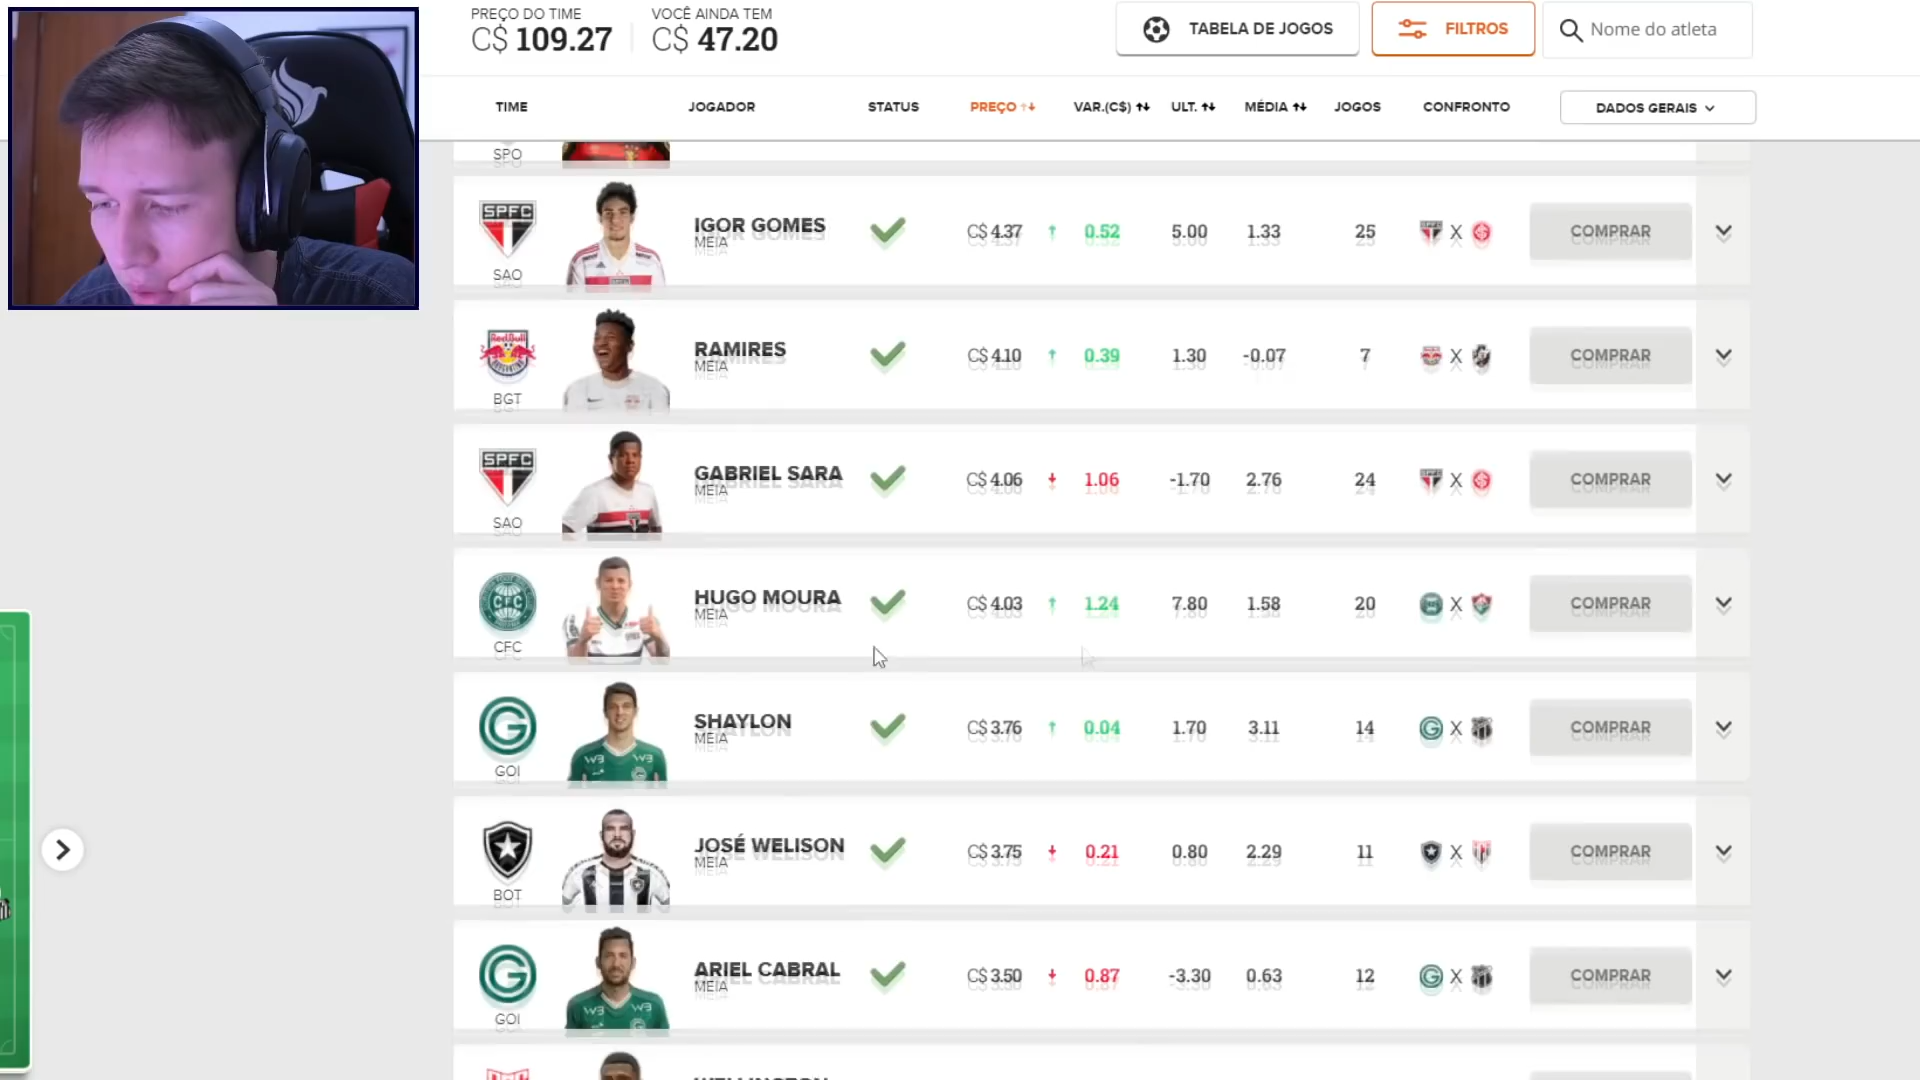 PREÇO DO TIME
C$ 109.27
VOCÊ AINDA TEM
C$ 47.20
TABELA DE JOGOS
FILTROS
Nome do atleta
TIME JOGADOR STATUS PREÇO VAR.(C$) ULT. MÉDIA JOGOS CONFRONTO DADOS GERAIS
SPO
SPFC
SAO
IGOR GOMES
MEIA
C$ 4.37 0.52 5.00 1.33 25 X COMPRAR
RedBull
BGT
RAMIRES
MEIA
C$ 4.10 0.39 1.30 -0.07 7 X COMPRAR
SPFC
SAO
GABRIEL SARA
MEIA
C$ 4.06 1.06 -1.70 2.76 24 X COMPRAR
CFC
CFC
HUGO MOURA
MEIA
C$ 4.03 1.24 7.80 1.58 20 X COMPRAR
G
GOI
SHAYLON
MEIA
C$ 3.76 0.04 1.70 3.11 14 X COMPRAR
BOT
JOSÉ WELISON
MEIA
C$ 3.75 0.21 0.80 2.29 11 X COMPRAR
G
GOI
ARIEL CABRAL
MEIA
C$ 3.50 0.87 -3.30 0.63 12 X COMPRAR
WELLINGTON